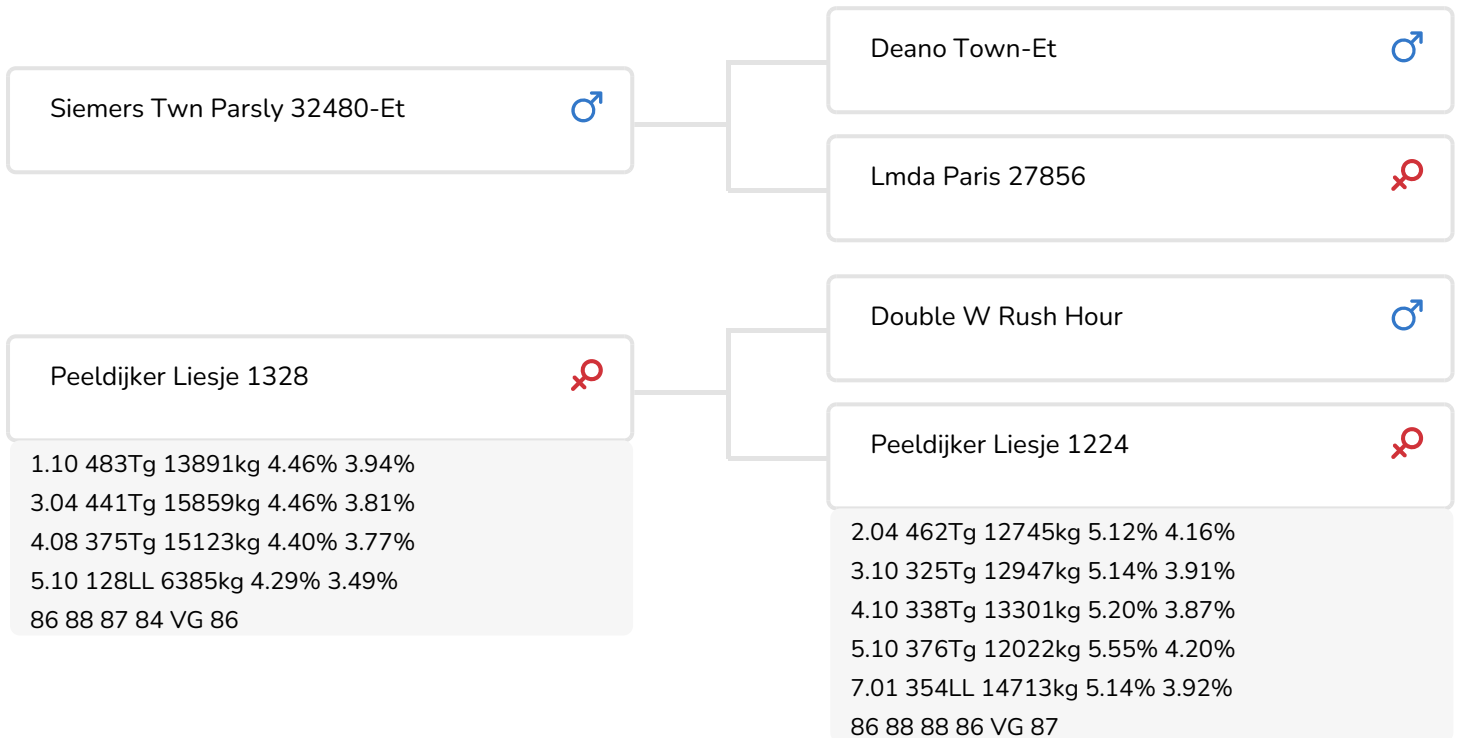 Siemers Twn Parsly 32480-Et
Deano Town-Et
Lmda Paris 27856
Peeldijker Liesje 1328
1.10 483Tg 13891kg 4.46% 3.94%
3.04 441Tg 15859kg 4.46% 3.81%
4.08 375Tg 15123kg 4.40% 3.77%
5.10 128LL 6385kg 4.29% 3.49%
86 88 87 84 VG 86
Double W Rush Hour
Peeldijker Liesje 1224
2.04 462Tg 12745kg 5.12% 4.16%
3.10 325Tg 12947kg 5.14% 3.91%
4.10 338Tg 13301kg 5.20% 3.87%
5.10 376Tg 12022kg 5.55% 4.20%
7.01 354LL 14713kg 5.14% 3.92%
86 88 88 86 VG 87